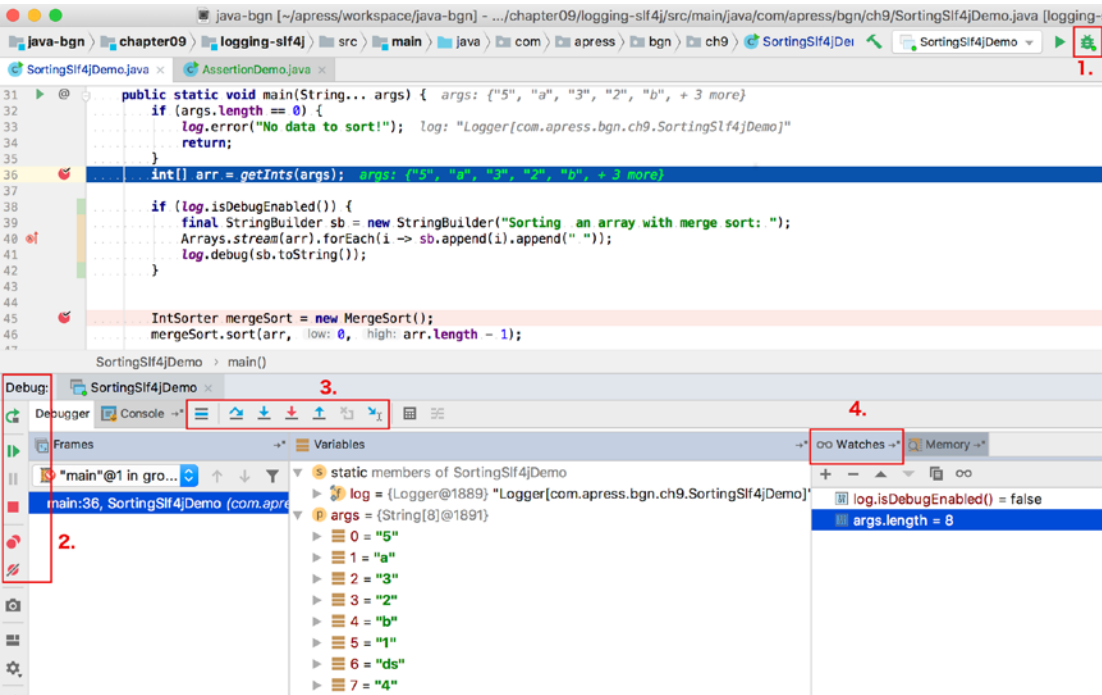 java-bgn [~/apress/workspace/java-bgn] - .../chapter09/logging-slf4j/src/main/java/com/apress/bgn/ch9/SortingSlf4jDemo.java [logging-
java-bgn chapter09 logging-slf4j src main java com apress bgn ch9 SortingSlf4jDe SortingSlf4jDemo
1.
SortingSlf4jDemo.java × AssertionDemo.java ×
31 @ public static void main(String... args) { args: {"5", "a", "3", "2", "b", + 3 more}
32 if (args.length == 0) {
33 log.error("No data to sort!"); log: "Logger[com.apress.bgn.ch9.SortingSlf4jDemo]"
34 return;
35 }
36 int[] arr = getInts(args); args: {"5", "a", "3", "2", "b", + 3 more}
37
38 if (log.isDebugEnabled()) {
39 final StringBuilder sb = new StringBuilder("Sorting  an array with merge sort: ");
40 Arrays.stream(arr).forEach(i -> sb.append(i).append(" "));
41 log.debug(sb.toString());
42 }
43
44
45 IntSorter mergeSort = new MergeSort();
46 mergeSort.sort(arr, low: 0, high: arr.length - 1);
SortingSlf4jDemo › main()
Debug: SortingSlf4jDemo ×
3.
Debugger Console
4.
Frames Variables Watches Memory
"main"@1 in gro...
main:36, SortingSlf4jDemo (com.apre
2.
static members of SortingSlf4jDemo
log = {Logger@1889} "Logger[com.apress.bgn.ch9.SortingSlf4jDemo]"
args = {String[8]@1891}
0 = "5"
1 = "a"
2 = "3"
3 = "2"
4 = "b"
5 = "1"
6 = "ds"
7 = "4"
log.isDebugEnabled() = false
args.length = 8